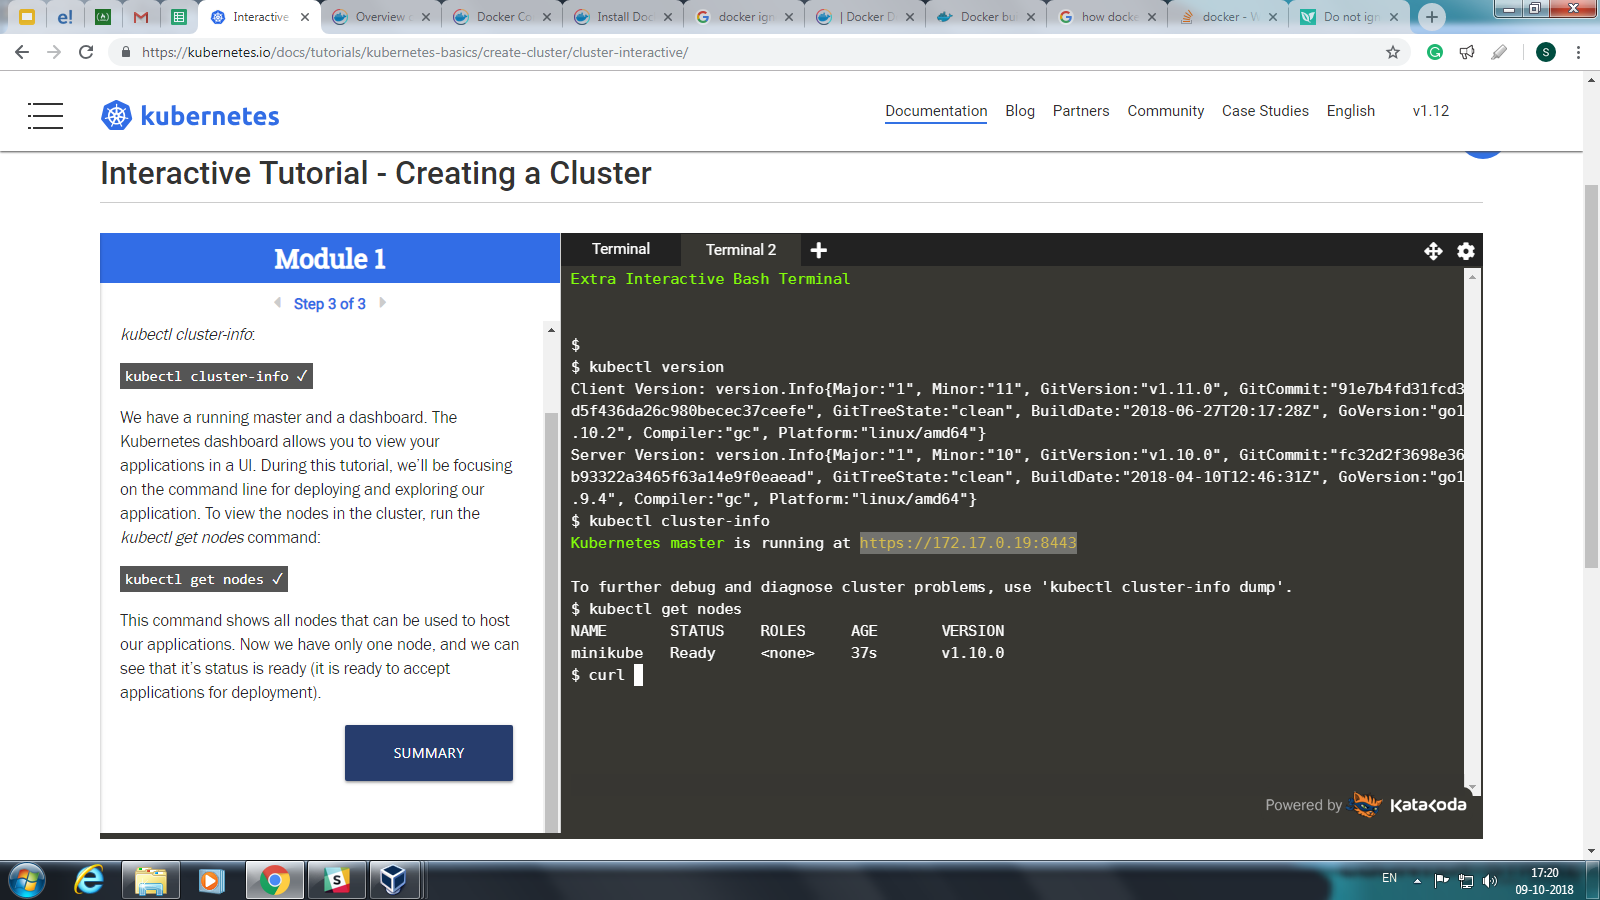 Interactive
Overview o
Docker Co
Install Doc
docker ign
| Docker D
Docker bu
how docke
docker - W
Do not ign
https://kubernetes.io/docs/tutorials/kubernetes-basics/create-cluster/cluster-interactive/
S
kubernetes
Documentation Blog Partners Community Case Studies English v1.12
Interactive Tutorial - Creating a Cluster
Module 1
Step 3 of 3
kubectl cluster-info:
kubectl cluster-info ✓
We have a running master and a dashboard. The
Kubernetes dashboard allows you to view your
applications in a UI. During this tutorial, we'll be focusing
on the command line for deploying and exploring our
application. To view the nodes in the cluster, run the
kubectl get nodes command:
kubectl get nodes ✓
This command shows all nodes that can be used to host
our applications. Now we have only one node, and we can
see that it's status is ready (it is ready to accept
applications for deployment).
SUMMARY
Terminal Terminal 2
Extra Interactive Bash Terminal
$
$ kubectl version
Client Version: version.Info{Major:"1", Minor:"11", GitVersion:"v1.11.0", GitCommit:"91e7b4fd31fcd3
d5f436da26c980becec37ceefe", GitTreeState:"clean", BuildDate:"2018-06-27T20:17:28Z", GoVersion:"go1
.10.2", Compiler:"gc", Platform:"linux/amd64"}
Server Version: version.Info{Major:"1", Minor:"10", GitVersion:"v1.10.0", GitCommit:"fc32d2f3698e36
b93322a3465f63a14e9f0eaead", GitTreeState:"clean", BuildDate:"2018-04-10T12:46:31Z", GoVersion:"go1
.9.4", Compiler:"gc", Platform:"linux/amd64"}
$ kubectl cluster-info
Kubernetes master is running at https://172.17.0.19:8443
To further debug and diagnose cluster problems, use 'kubectl cluster-info dump'.
$ kubectl get nodes
NAME STATUS ROLES AGE VERSION
minikube Ready <none> 37s v1.10.0
$ curl
Powered by KataKoda
EN
17:20
09-10-2018